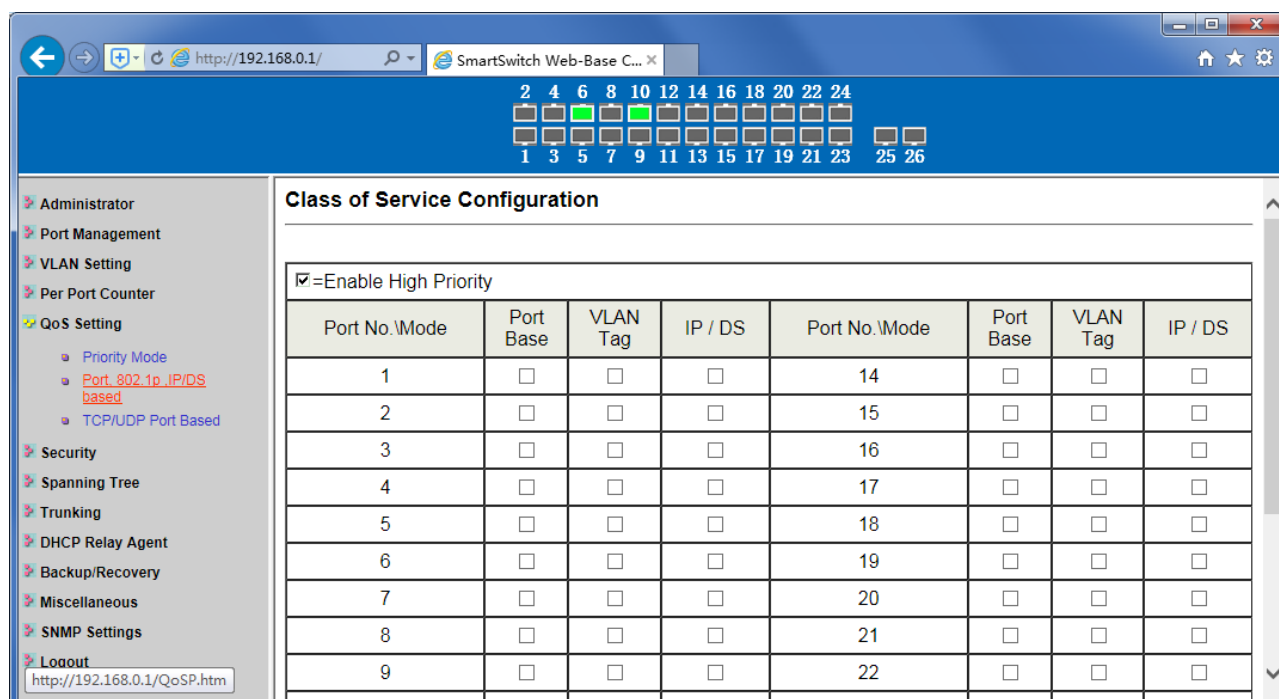 http://192.168.0.1/
SmartSwitch Web-Base C...
2 4 6 8 10 12 14 16 18 20 22 24
1 3 5 7 9 11 13 15 17 19 21 23 25 26
Administrator
Port Management
VLAN Setting
Per Port Counter
QoS Setting
Priority Mode
Port, 802.1p ,IP/DS
based
TCP/UDP Port Based
Security
Spanning Tree
Trunking
DHCP Relay Agent
Backup/Recovery
Miscellaneous
SNMP Settings
Logout
http://192.168.0.1/QoSP.htm
Class of Service Configuration
=Enable High Priority
Port No.\Mode Port Base VLAN Tag IP / DS Port No.\Mode Port Base VLAN Tag IP / DS
1 14
2 15
3 16
4 17
5 18
6 19
7 20
8 21
9 22